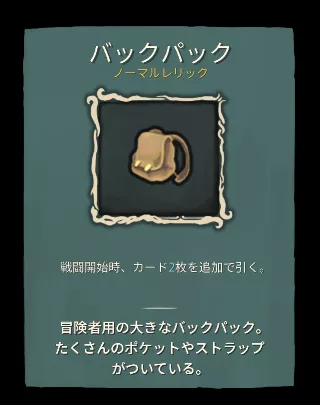 バックパック
ノーマルレリック
戦闘開始時、カード2枚を追加で引く。
冒険者用の大きなバックパック。
たくさんのポケットやストラップ
がついている。